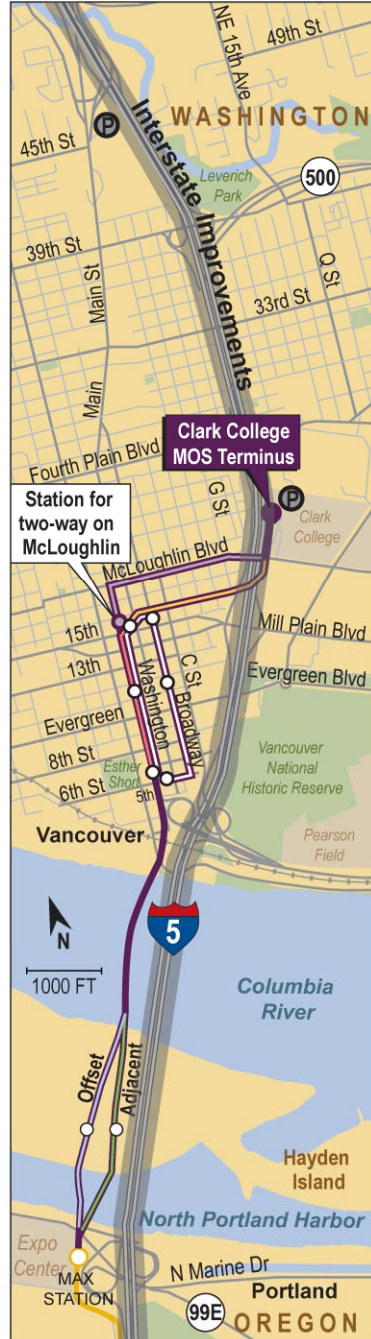 NE 15th Ave
49th St
WASHINGTON
P
45th St
Interstate Improvements
Leverich
Park
500
39th St
Main St
Q St
33rd St
Main
Clark College
MOS Terminus
Fourth Plain Blvd
P
G St
Station for
two-way on
McLoughlin
Clark
College
McLoughlin Blvd
15th
Mill Plain Blvd
13th
Washington
C St
Broadway
Evergreen Blvd
Evergreen
8th St
Esther
Short
6th St
5th
Vancouver
National
Historic Reserve
Vancouver
Pearson
Field
N
5
1000 FT
Columbia
River
Offset
Adjacent
Hayden
Island
North Portland Harbor
Expo
Center
MAX
STATION
N Marine Dr
Portland
99E
OREGON